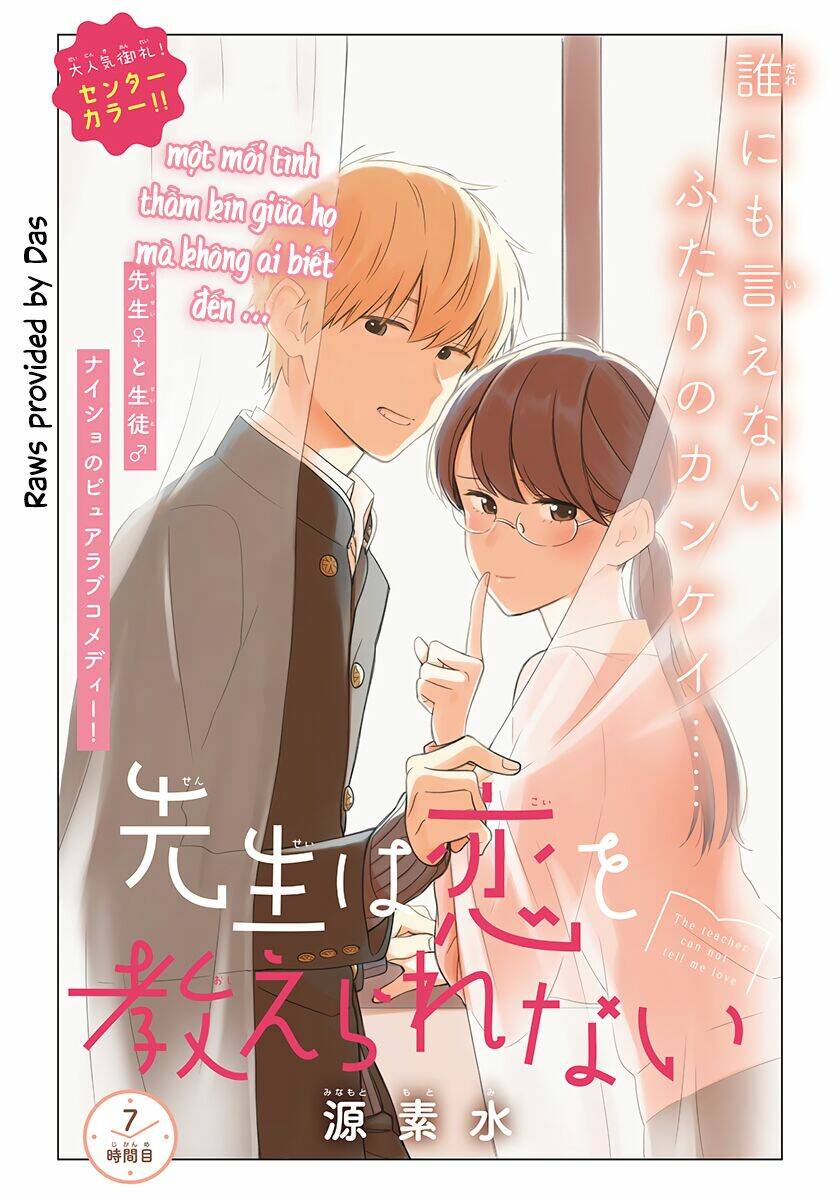 大人気御礼!
センター
カラー!!
誰にも言えない
ふたりのカンケイ……
một mối tình
thầm kín giữa họ
mà không ai biết
đến ...
先生♀と生徒♂
ナイショのピュアラブコメディー!
Raws provided by Das
先生は恋を
教えられない
The teacher
can not
tell me love
源素水
7
時間目